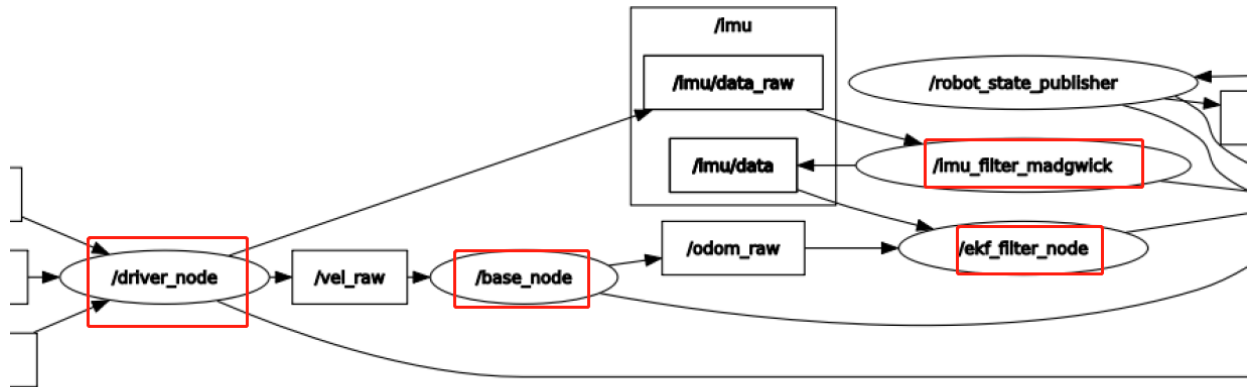 /Imu
/Imu/data_raw
/robot_state_publisher
/Imu/data
/Imu_filter_madgwick
/odom_raw
/ekf_filter_node
/driver_node
/vel_raw
/base_node